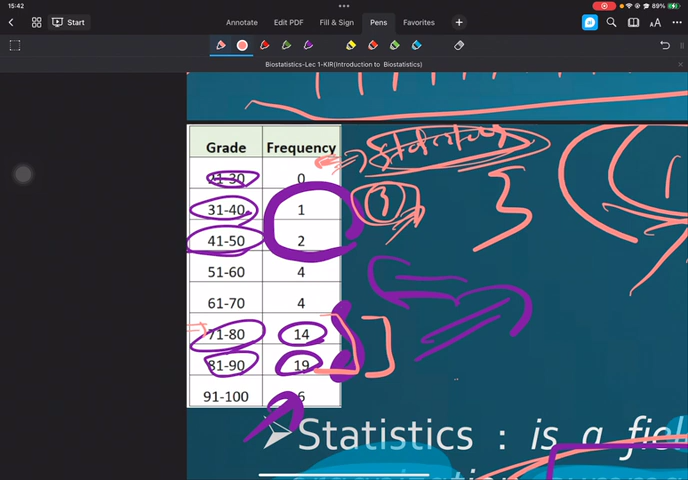 15:42
89%
Start
Annotate Edit PDF Fill & Sign Pens Favorites
Biostatistics-Lec 1-KIR(Introduction to Biostatistics)
Grade Frequency
21-30 0
31-40 1
41-50 2
51-60 4
61-70 4
71-80 14
81-90 19
91-100 6
3
Statistics : is a fiel